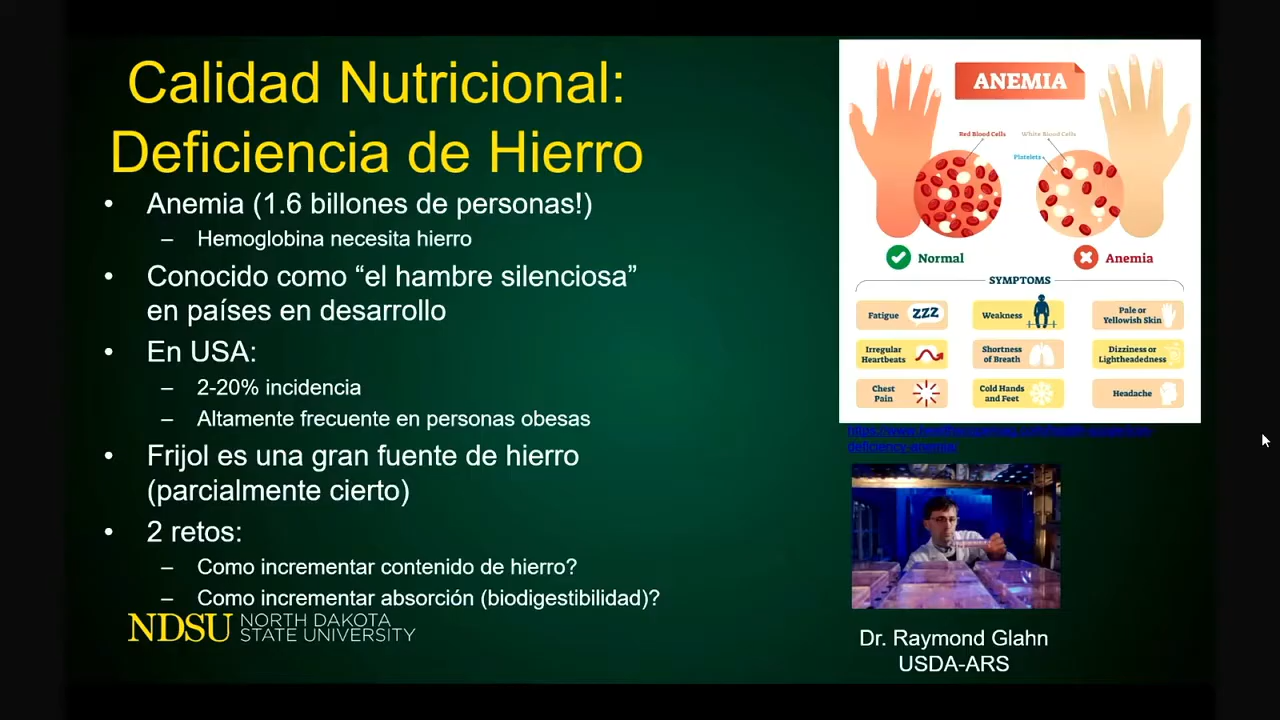 Calidad Nutricional:
Deficiencia de Hierro
• Anemia (1.6 billones de personas!)
– Hemoglobina necesita hierro
• Conocido como “el hambre silenciosa”
en países en desarrollo
• En USA:
– 2-20% incidencia
– Altamente frecuente en personas obesas
• Frijol es una gran fuente de hierro
(parcialmente cierto)
• 2 retos:
– Como incrementar contenido de hierro?
– Como incrementar absorción (biodigestibilidad)?
NDSU NORTH DAKOTA
STATE UNIVERSITY
ANEMIA
Red Blood Cells
White Blood Cells
Platelets
Normal
Anemia
SYMPTOMS
Fatigue
ZZZ
Weakness
Pale or
Yellowish Skin
Irregular
Heartbeats
Shortness
of Breath
Dizziness or
Lightheadedness
Chest
Pain
Cold Hands
and Feet
Headache
deficiency-anemia/
Dr. Raymond Glahn
USDA-ARS